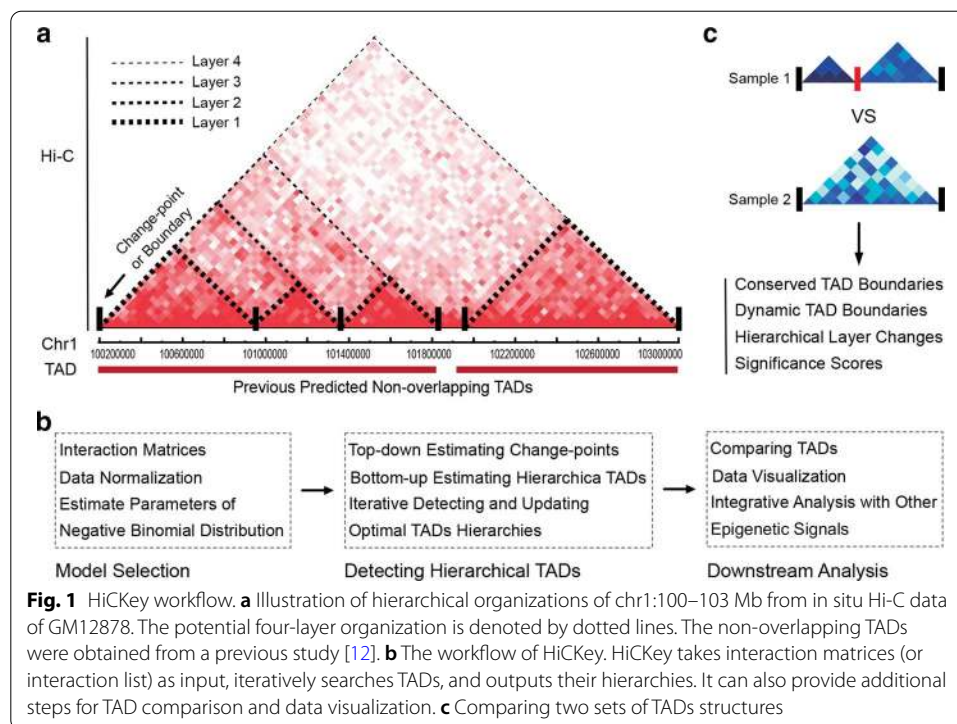 a
Layer 4
Layer 3
Layer 2
Layer 1
Hi-C
Change-point
or Boundary
Chr1
100200000 100600000 101000000 101400000 101800000 102200000 102600000 103000000
TAD
Previous Predicted Non-overlapping TADs
c
Sample 1
VS
Sample 2
Conserved TAD Boundaries
Dynamic TAD Boundaries
Hierarchical Layer Changes
Significance Scores
b
Interaction Matrices
Data Normalization
Estimate Parameters of
Negative Binomial Distribution
Model Selection
Top-down Estimating Change-points
Bottom-up Estimating Hierarchica TADs
Iterative Detecting and Updating
Optimal TADs Hierarchies
Detecting Hierarchical TADs
Comparing TADs
Data Visualization
Integrative Analysis with Other
Epigenetic Signals
Downstream Analysis
Fig. 1 HiCKey workflow. a Illustration of hierarchical organizations of chr1:100–103 Mb from in situ Hi-C data
of GM12878. The potential four-layer organization is denoted by dotted lines. The non-overlapping TADs
were obtained from a previous study [12]. b The workflow of HiCKey. HiCKey takes interaction matrices (or
interaction list) as input, iteratively searches TADs, and outputs their hierarchies. It can also provide additional
steps for TAD comparison and data visualization. c Comparing two sets of TADs structures